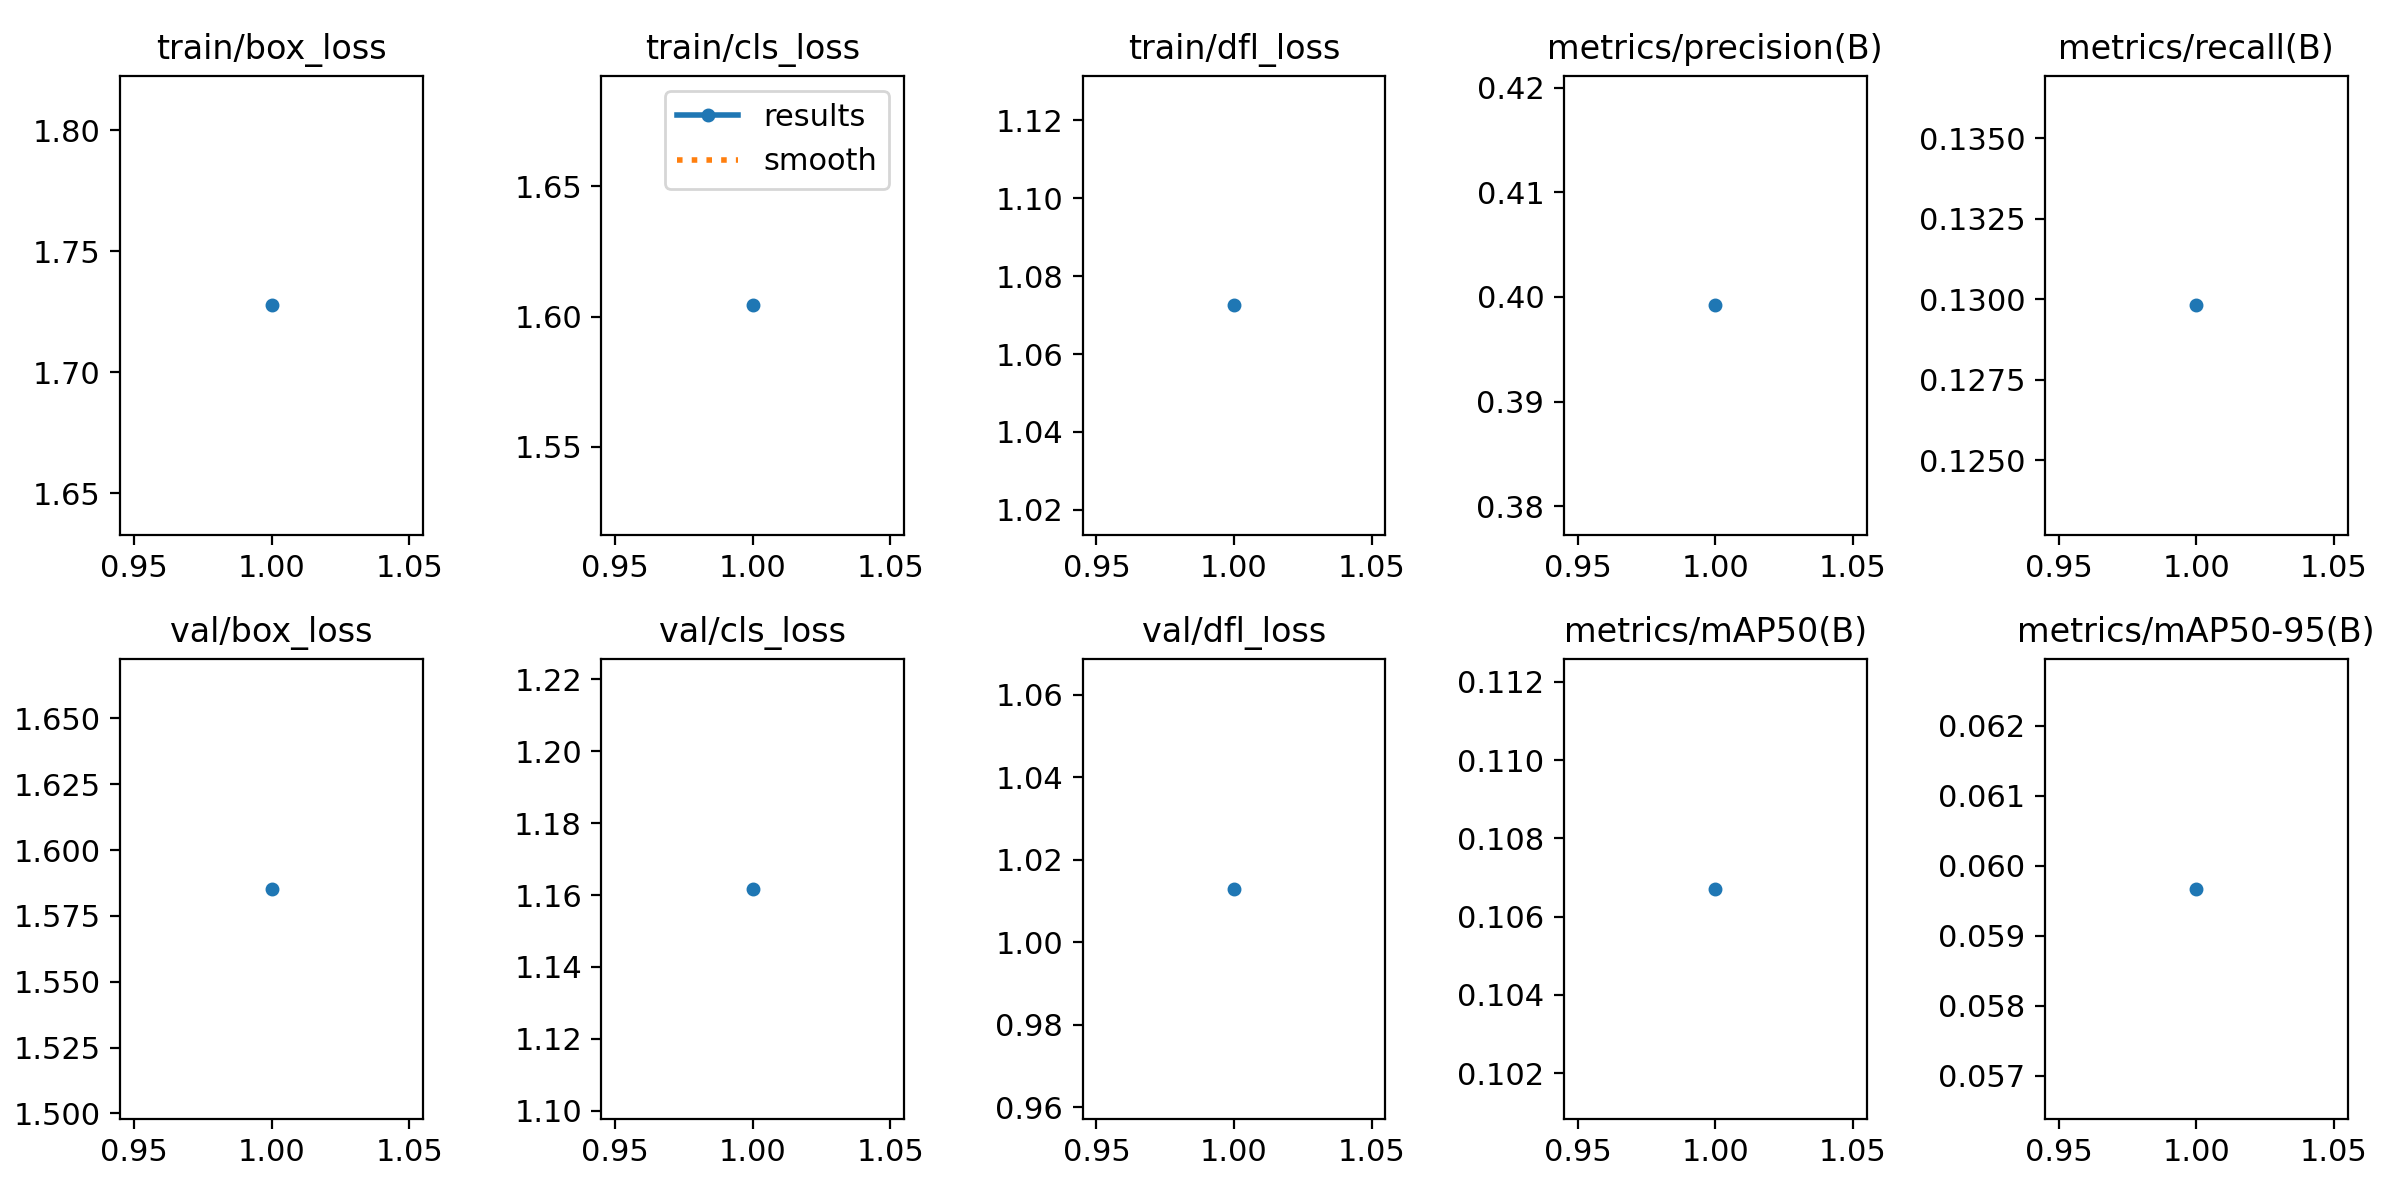 train/box_loss
1.80
1.75
1.70
1.65
0.95 1.00 1.05
train/cls_loss
results
smooth
1.65
1.60
1.55
0.95 1.00 1.05
train/dfl_loss
1.12
1.10
1.08
1.06
1.04
1.02
0.95 1.00 1.05
metrics/precision(B)
0.42
0.41
0.40
0.39
0.38
0.95 1.00 1.05
metrics/recall(B)
0.1350
0.1325
0.1300
0.1275
0.1250
0.95 1.00 1.05
val/box_loss
1.650
1.625
1.600
1.575
1.550
1.525
1.500
0.95 1.00 1.05
val/cls_loss
1.22
1.20
1.18
1.16
1.14
1.12
1.10
0.95 1.00 1.05
val/dfl_loss
1.06
1.04
1.02
1.00
0.98
0.96
0.95 1.00 1.05
metrics/mAP50(B)
0.112
0.110
0.108
0.106
0.104
0.102
0.95 1.00 1.05
metrics/mAP50-95(B)
0.062
0.061
0.060
0.059
0.058
0.057
0.95 1.00 1.05